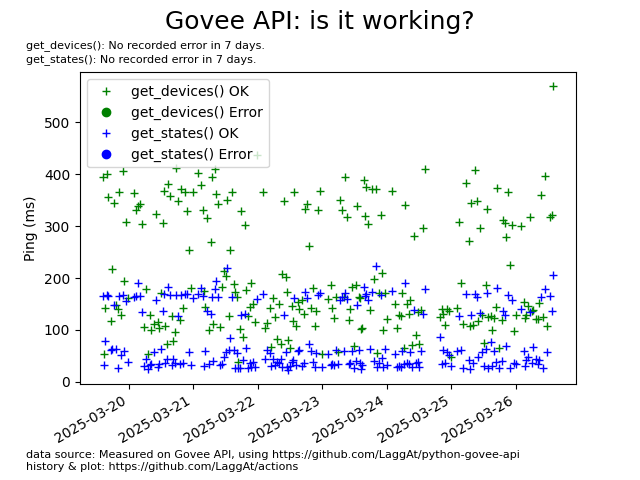 Govee API: is it working?
get_devices(): No recorded error in 7 days.
get_states(): No recorded error in 7 days.
get_devices() OK
get_devices() Error
get_states() OK
get_states() Error
Ping (ms)
500
400
300
200
100
0
2025-03-20
2025-03-21
2025-03-22
2025-03-23
2025-03-24
2025-03-25
2025-03-26
data source: Measured on Govee API, using https://github.com/LaggAt/python-govee-api
history & plot: https://github.com/LaggAt/actions